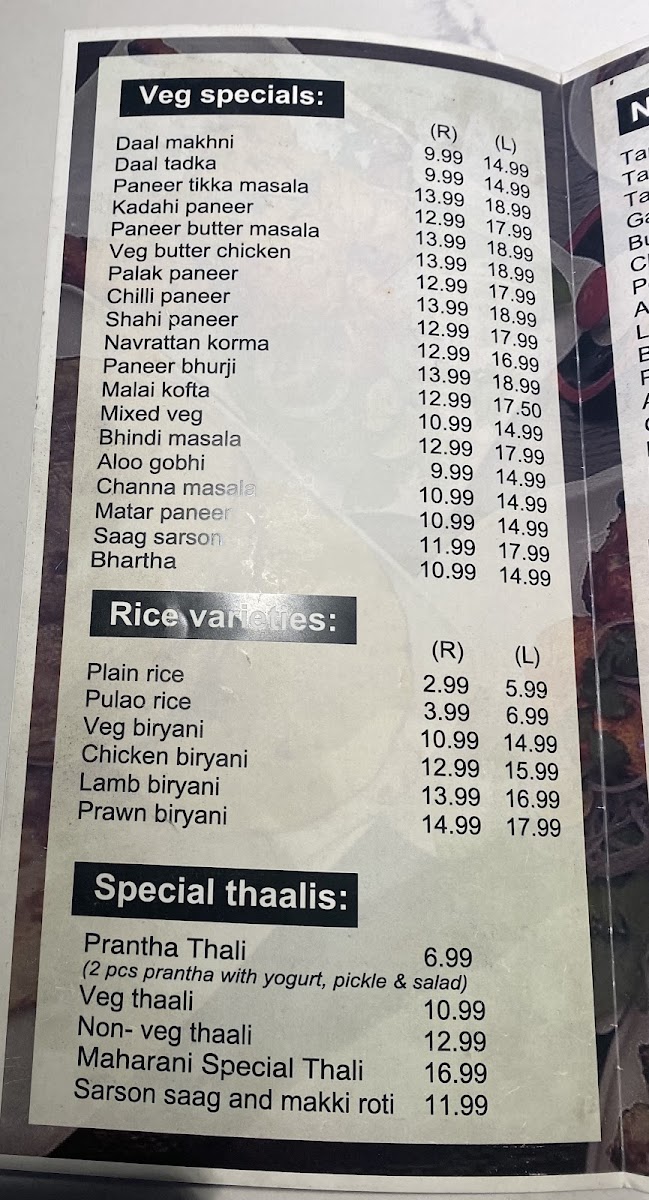 Veg specials:
(R) (L)
Daal makhni 9.99 14.99
Daal tadka 9.99 14.99
Paneer tikka masala 13.99 18.99
Kadahi paneer 12.99 17.99
Paneer butter masala 13.99 18.99
Veg butter chicken 13.99 18.99
Palak paneer 12.99 17.99
Chilli paneer 13.99 18.99
Shahi paneer 12.99 17.99
Navrattan korma 12.99 16.99
Paneer bhurji 13.99 18.99
Malai kofta 12.99 17.50
Mixed veg 10.99 14.99
Bhindi masala 12.99 17.99
Aloo gobhi 9.99 14.99
Channa masala 10.99 14.99
Matar paneer 10.99 14.99
Saag sarson 11.99 17.99
Bhartha 10.99 14.99
Rice varieties:
(R) (L)
Plain rice 2.99 5.99
Pulao rice 3.99 6.99
Veg biryani 10.99 14.99
Chicken biryani 12.99 15.99
Lamb biryani 13.99 16.99
Prawn biryani 14.99 17.99
Special thaalis:
Prantha Thali 6.99
(2 pcs prantha with yogurt, pickle & salad)
Veg thaali 10.99
Non- veg thaali 12.99
Maharani Special Thali 16.99
Sarson saag and makki roti 11.99